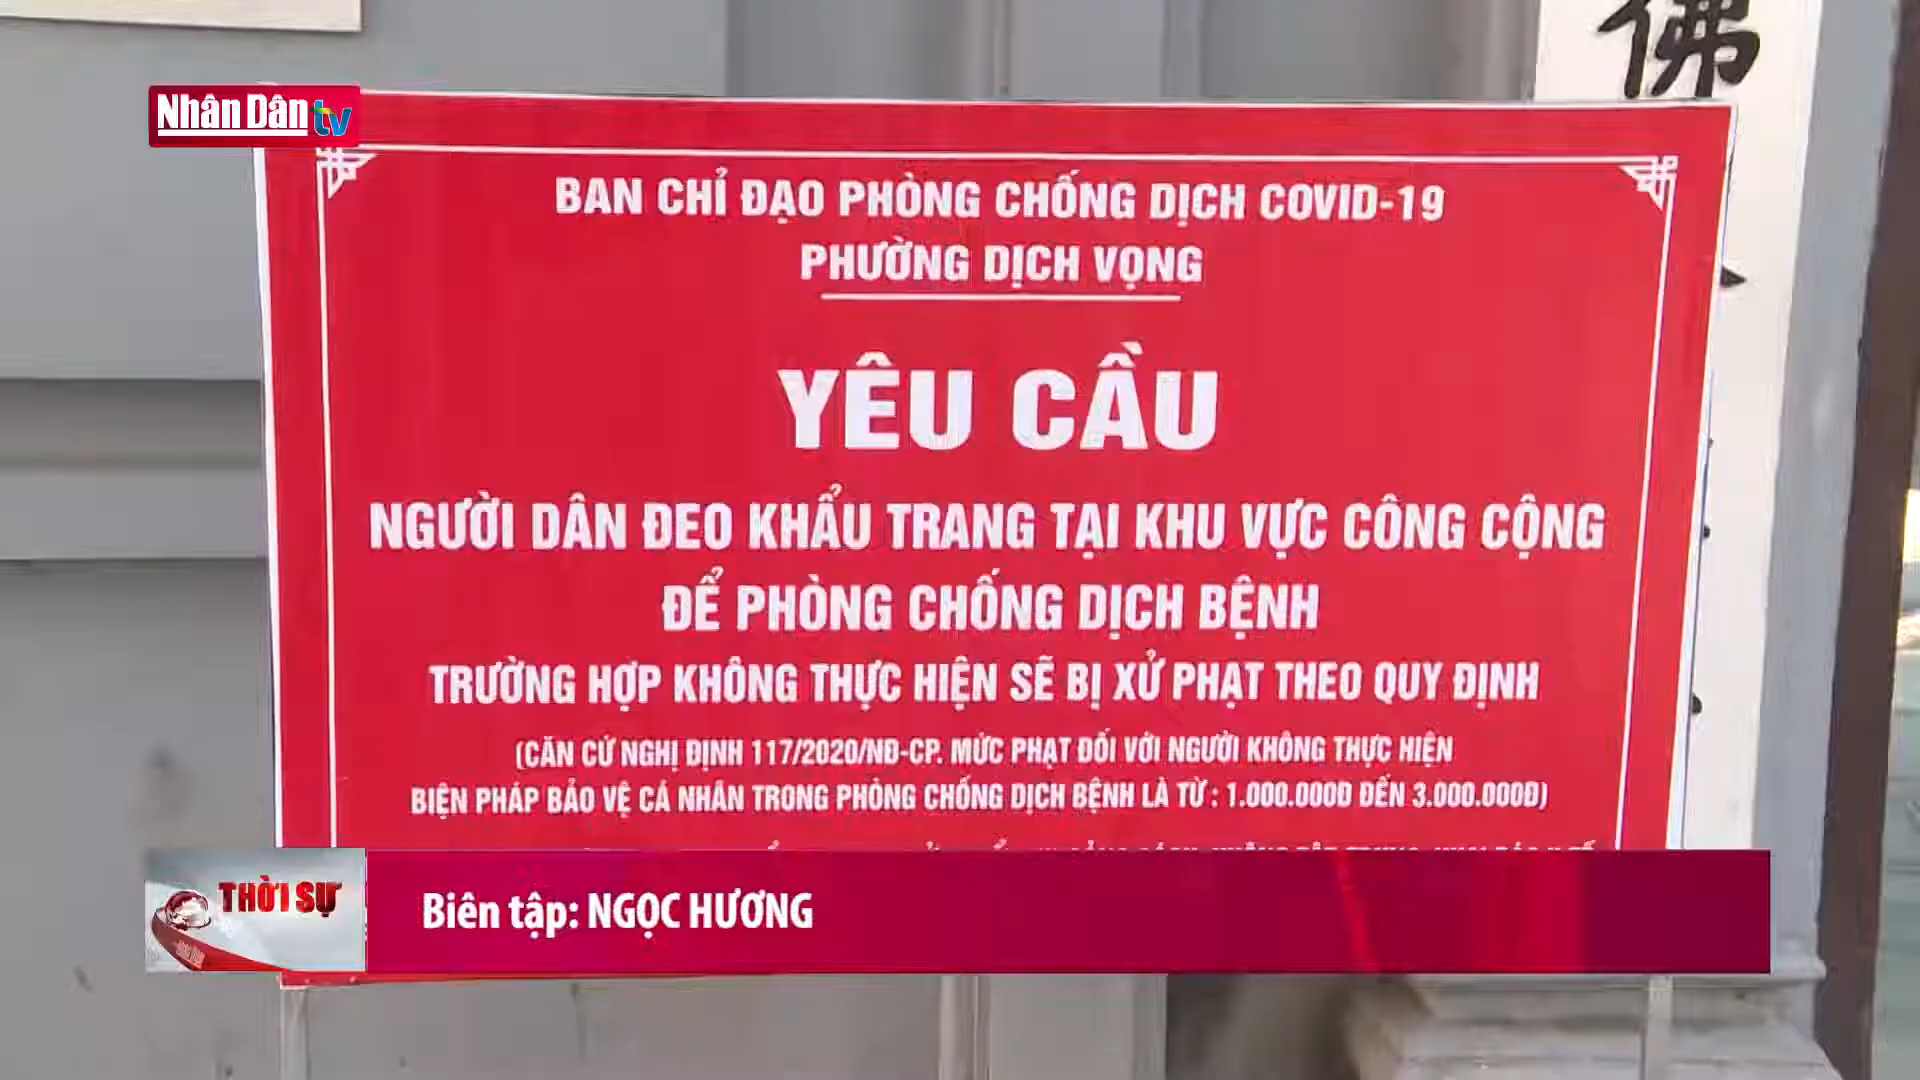 佛
Nhân Dân tv
BAN CHỈ ĐẠO PHÒNG CHỐNG DỊCH COVID-19
PHƯỜNG DỊCH VỌNG
YÊU CẦU
NGƯỜI DÂN ĐEO KHẨU TRANG TẠI KHU VỰC CÔNG CỘNG
ĐỂ PHÒNG CHỐNG DỊCH BỆNH
TRƯỜNG HỢP KHÔNG THỰC HIỆN SẼ BỊ XỬ PHẠT THEO QUY ĐỊNH
(CĂN CỨ NGHỊ ĐỊNH 117/2020/NĐ-CP. MỨC PHẠT ĐỐI VỚI NGƯỜI KHÔNG THỰC HIỆN
BIỆN PHÁP BẢO VỆ CÁ NHÂN TRONG PHÒNG CHỐNG DỊCH BỆNH LÀ TỪ : 1.000.000Đ ĐẾN 3.000.000Đ)
THỜI SỰ
Biên tập: NGỌC HƯƠNG